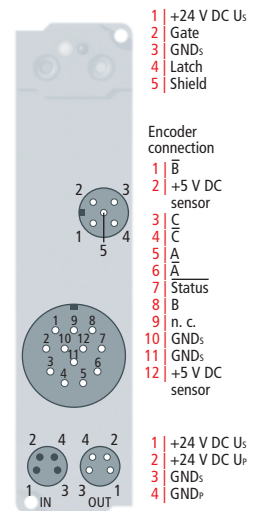 1 | +24 V DC Us
2 | Gate
3 | GNDs
4 | Latch
5 | Shield
2 3
1 4
5
Encoder
connection
1 | B̅
2 | +5 V DC
sensor
3 | C
4 | C̅
5 | A
6 | A̅
7 | S̅t̅a̅t̅u̅s̅
8 | B
9 | n. c.
10 | GNDs
11 | GNDs
12 | +5 V DC
sensor
1 9 8
2 10 12 7
11
3 6
4 5
2 4 4 2
1 3 3 1
IN OUT
1 | +24 V DC Us
2 | +24 V DC UP
3 | GNDs
4 | GNDP